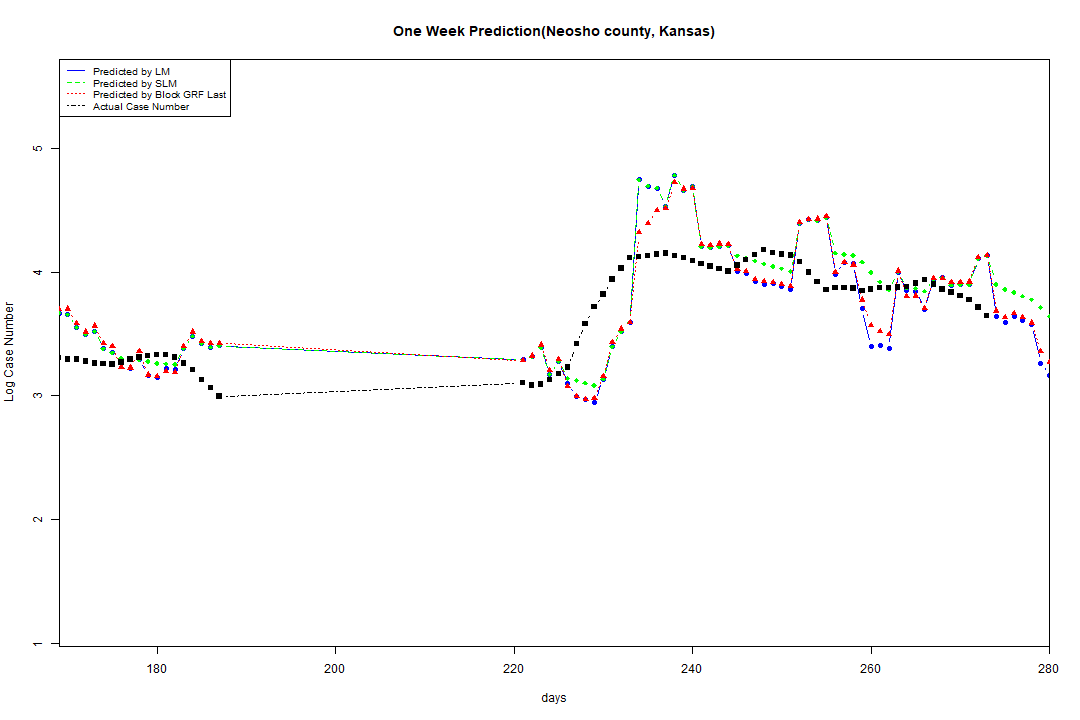 One Week Prediction(Neosho county, Kansas)
Predicted by LM
Predicted by SLM
Predicted by Block GRF Last
Actual Case Number
5
4
3
2
1
Log Case Number
180 200 220 240 260 280
days